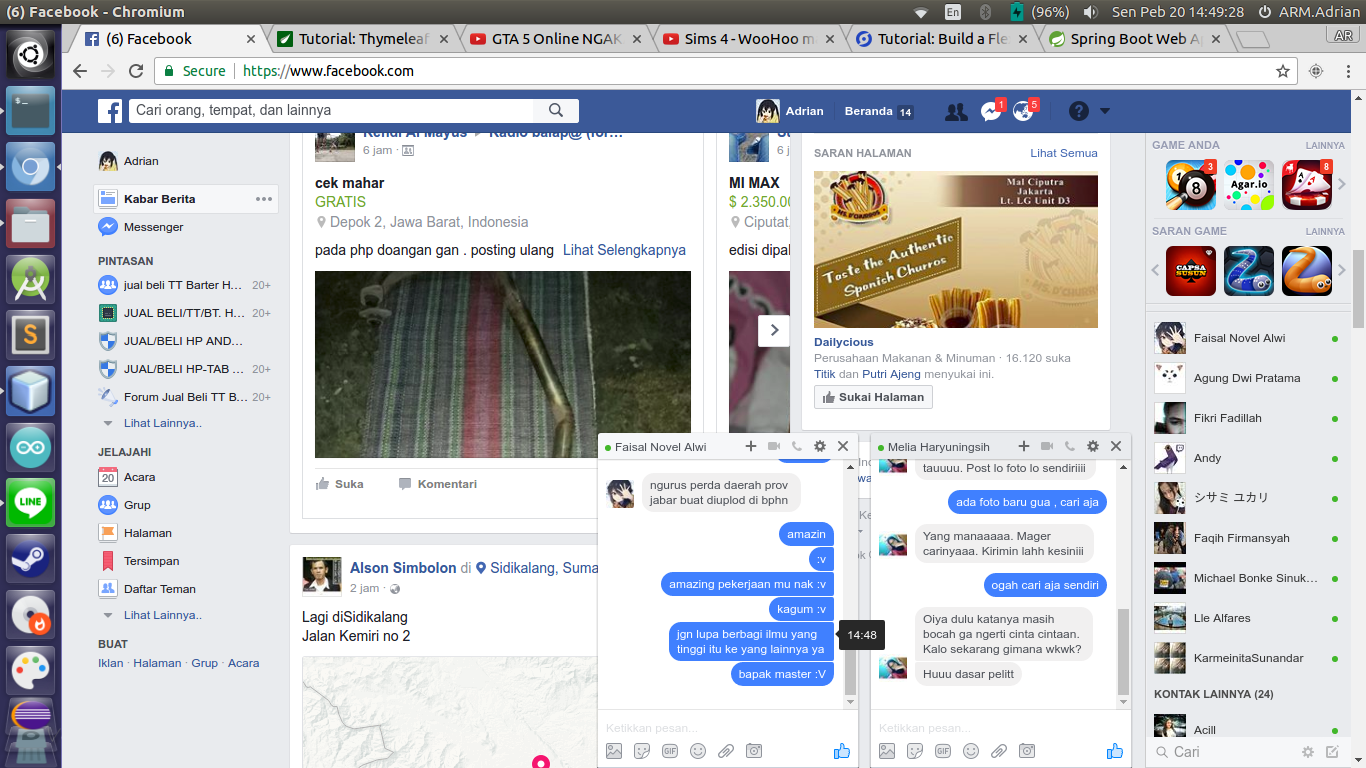 (6) Facebook - Chromium
En
(96%)
Sen Peb 20 14:49:28
ARM.Adrian
(6) Facebook
Tutorial: Thymeleaf
GTA 5 Online NGAK
Sims 4 - WooHoo m
Tutorial: Build a Fle
Spring Boot Web A
AR
Secure
https://www.facebook.com
Cari orang, tempat, dan lainnya
Adrian
Beranda 14
1
5
Adrian
Kabar Berita
Messenger
PINTASAN
jual beli TT Barter H... 20+
JUAL BELI/TT/BT. H... 20+
JUAL/BELI HP AND...
JUAL/BELI HP-TAB ... 20+
Forum Jual Beli TT B... 20+
Lihat Lainnya..
JELAJAHI
20
Acara
Grup
Halaman
Tersimpan
Daftar Teman
Lihat Lainnya..
BUAT
Iklan · Halaman · Grup · Acara
Kendi Al Mayus
Radio balap@ (for...
6 jam ·
cek mahar
GRATIS
Depok 2, Jawa Barat, Indonesia
pada php doangan gan . posting ulang Lihat Selengkapnya
Suka
Komentari
6 j
MI MAX
$ 2.350.00
Ciputat
edisi dipal
Alson Simbolon di Sidikalang, Suma
2 jam ·
Lagi diSidikalang
Jalan Kemiri no 2
SARAN HALAMAN
Lihat Semua
MS. D'CHURROS
Mal Ciputra
Jakarta
Lt. LG Unit D3
Taste the Authentic
Sponish Churros
Dailycious
Perusahaan Makanan & Minuman · 16.120 suka
Titik dan Putri Ajeng menyukai ini.
Sukai Halaman
Faisal Novel Alwi
ngurus perda daerah prov
jabar buat diuplod di bphn
amazin
:v
amazing pekerjaan mu nak :v
kagum :v
jgn lupa berbagi ilmu yang
tinggi itu ke yang lainnya ya
14:48
bapak master :V
Ketikkan pesan...
GIF
Melia Haryuningsih
tauuuu. Post lo foto lo sendiriiii
ada foto baru gua , cari aja
Yang manaaaaa. Mager
carinyaaa. Kirimin lahh kesiniii
ogah cari aja sendiri
Oiya dulu katanya masih
bocah ga ngerti cinta cintaan.
Kalo sekarang gimana wkwk?
Huuu dasar pelitt
Ketikkan pesan...
GIF
GAME ANDA
LAINNYA
3
8
Agar.io
8
SARAN GAME
LAINNYA
CAPSA
SUSUN
Faisal Novel Alwi
Agung Dwi Pratama
Fikri Fadillah
Andy
シサミ ユカリ
Faqih Firmansyah
Michael Bonke Sinuk...
Lle Alfares
KarmeinitaSunandar
KONTAK LAINNYA (24)
Acill
Cari
LINE